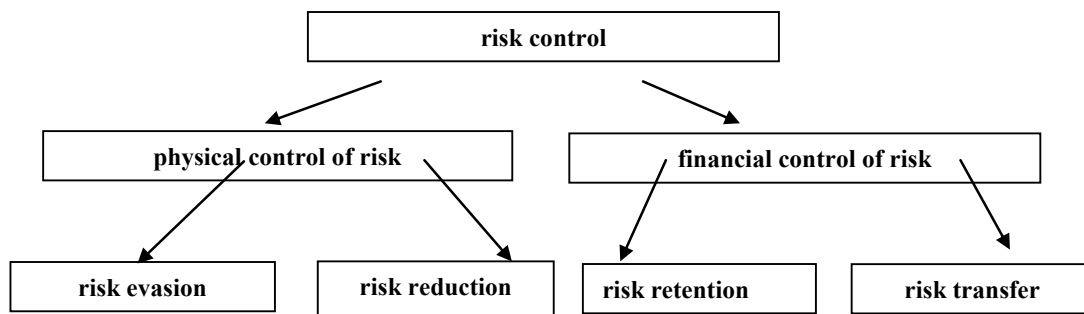 risk control
physical control of risk
financial control of risk
risk evasion
risk reduction
risk retention
risk transfer